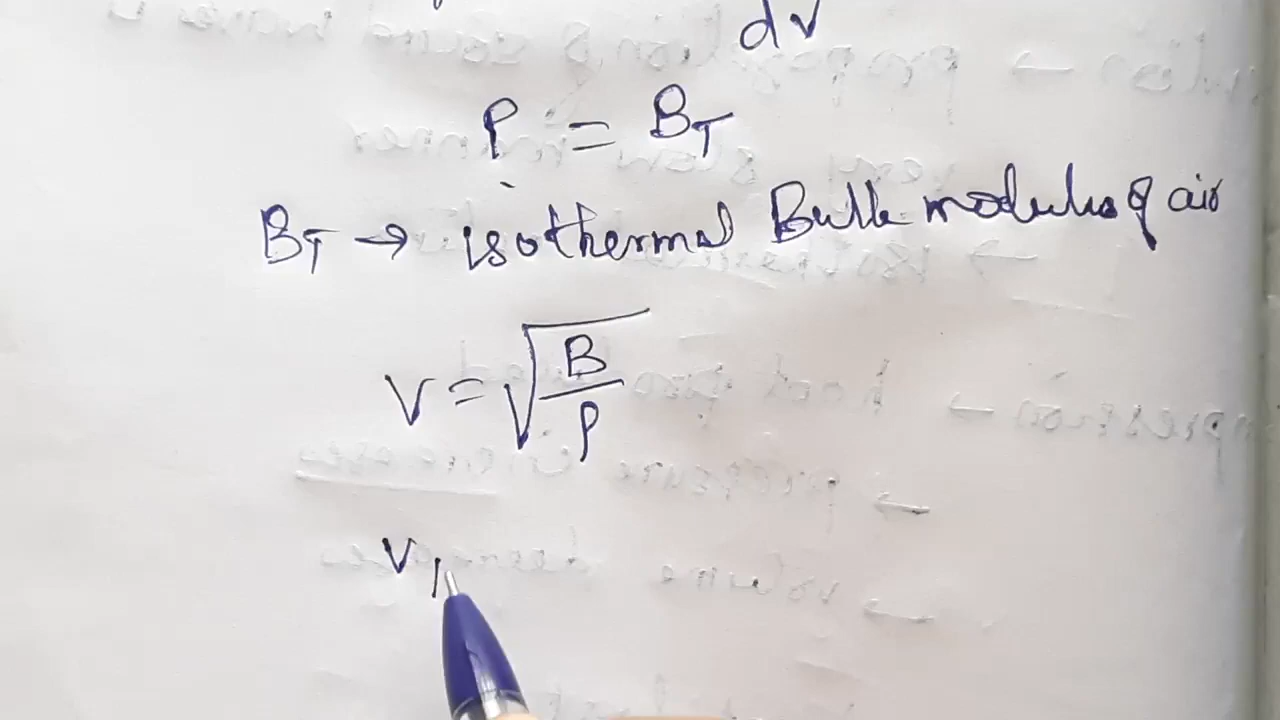 dV
P = B_T
B_T → isothermal Bulk modulus of air
V = √(B/ρ)
V